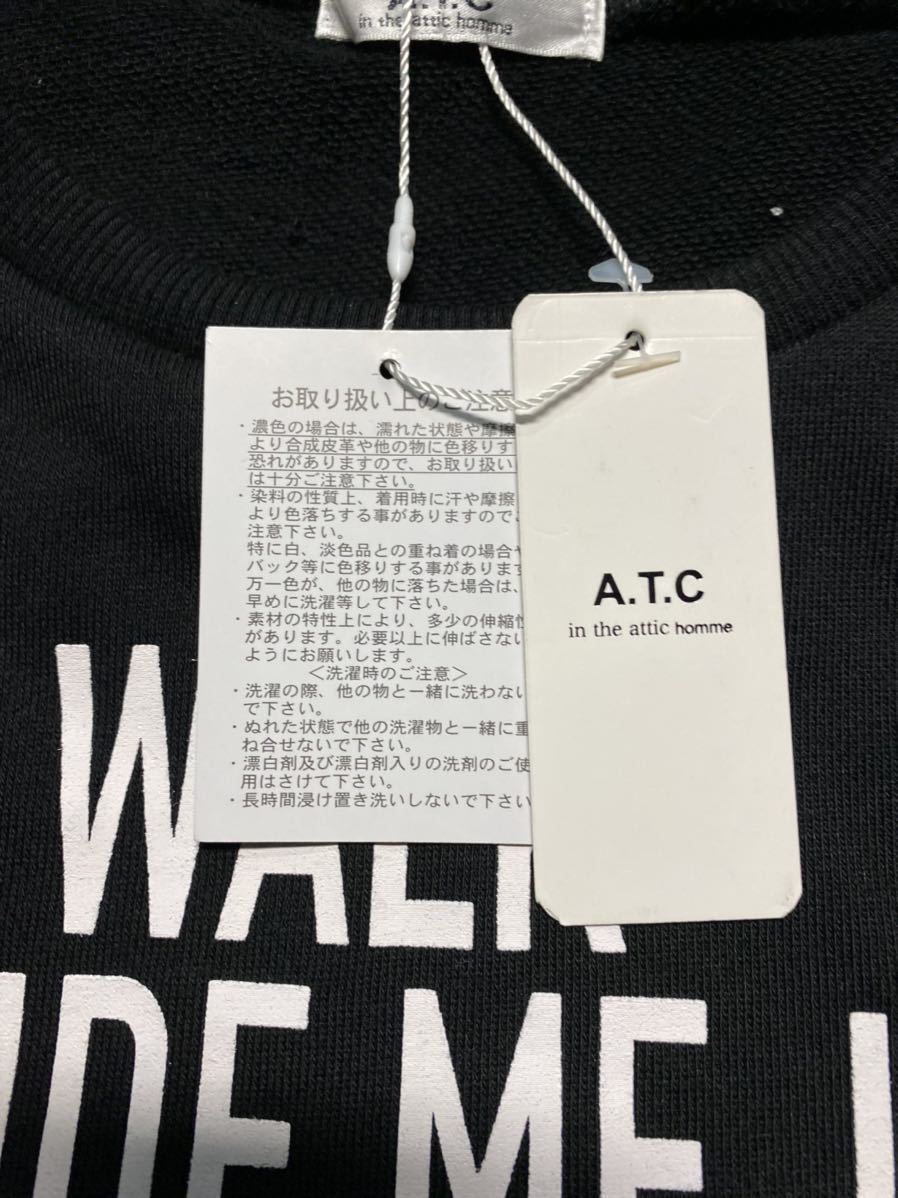 A.T.C
in the attic homme
お取り扱い上のご注意
・濃色の場合は、濡れた状態や摩擦
より合成皮革や他の物に色移りす
恐れがありますので、お取り扱い
は十分ご注意下さい。
・染料の性質上、着用時に汗や摩擦
より色落ちする事がありますので、
注意下さい。
特に白、淡色品との重ね着の場合や
バック等に色移りする事があります
万一色が、他の物に落ちた場合は、
早めに洗濯等して下さい。
・素材の特性上により、多少の伸縮性
があります。必要以上に伸ばさない
ようにお願いします。
＜洗濯時のご注意＞
・洗濯の際、他の物と一緒に洗わない
で下さい。
・ぬれた状態で他の洗濯物と一緒に重
ね合せないで下さい。
・漂白剤及び漂白剤入りの洗剤のご使
用はさけて下さい。
・長時間浸け置き洗いしないで下さい
A.T.C
in the attic homme
WALK
IDE ME